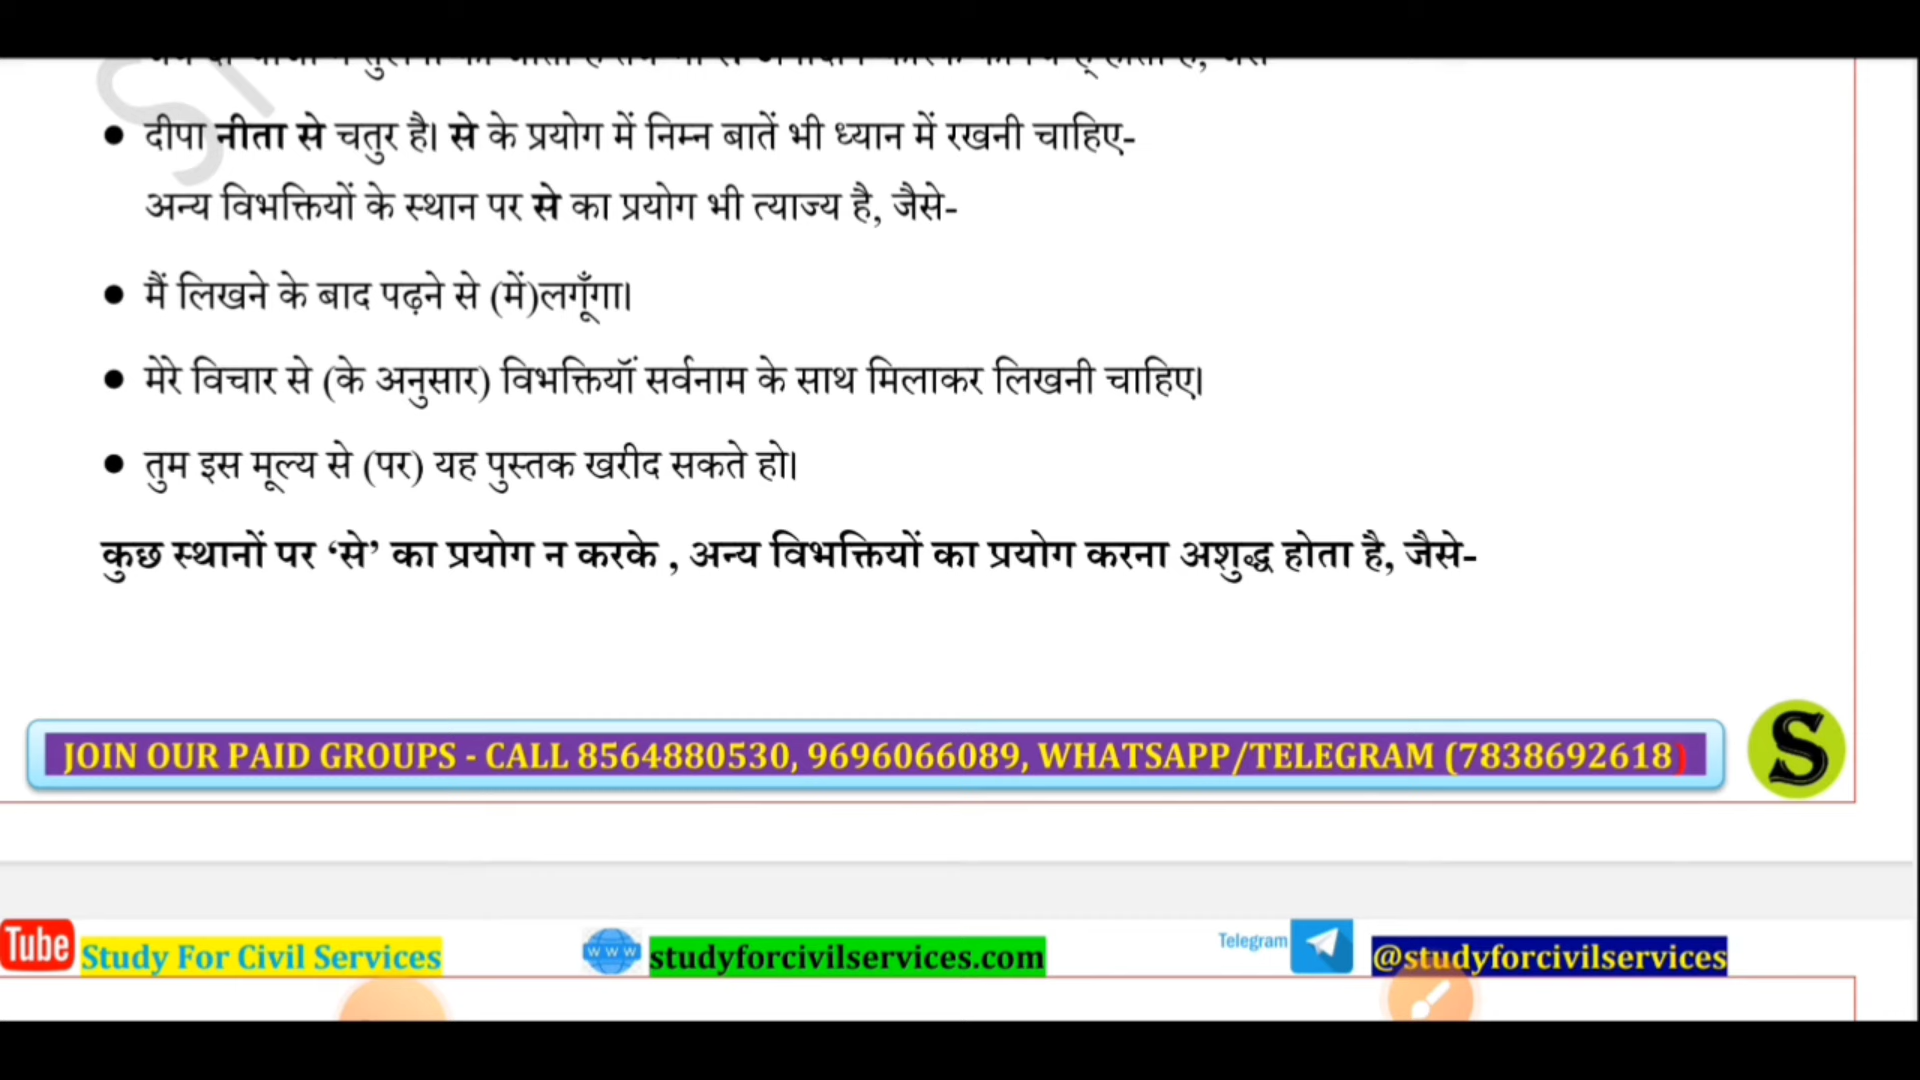 ● दीपा नीता से चतुर है। से के प्रयोग में निम्न बातें भी ध्यान में रखनी चाहिए-
अन्य विभक्तियों के स्थान पर से का प्रयोग भी त्याज्य है, जैसे-
● मैं लिखने के बाद पढ़ने से (में)लगूँगा।
● मेरे विचार से (के अनुसार) विभक्तियॉं सर्वनाम के साथ मिलाकर लिखनी चाहिए।
● तुम इस मूल्य से (पर) यह पुस्तक खरीद सकते हो।
कुछ स्थानों पर ‘से’ का प्रयोग न करके , अन्य विभक्तियों का प्रयोग करना अशुद्ध होता है, जैसे-
JOIN OUR PAID GROUPS - CALL 8564880530, 9696066089, WHATSAPP/TELEGRAM (7838692618)
S
Tube Study For Civil Services www studyforcivilservices.com Telegram @studyforcivilservices